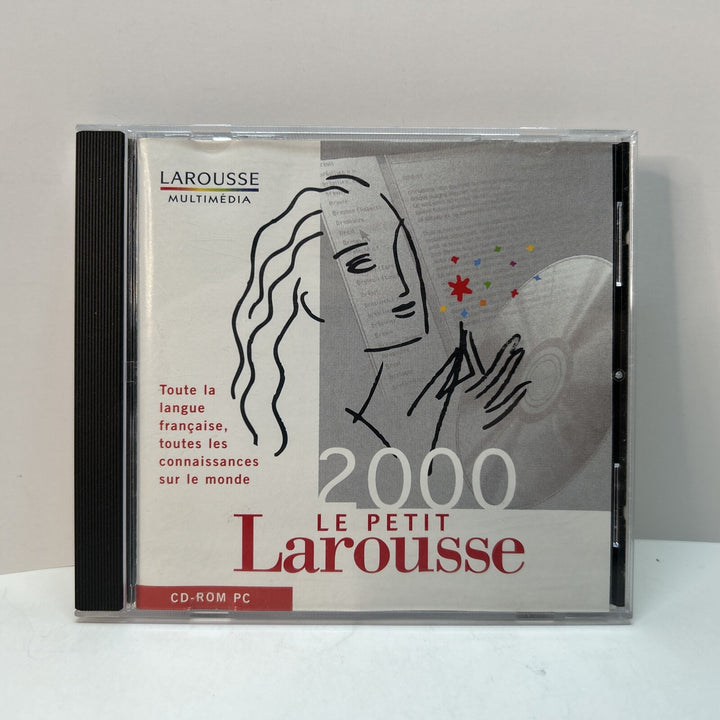 LAROUSSE
MULTIMÉDIA
Toute la
langue
française,
toutes les
connaissances
sur le monde
2000
LE PETIT
Larousse
CD-ROM PC